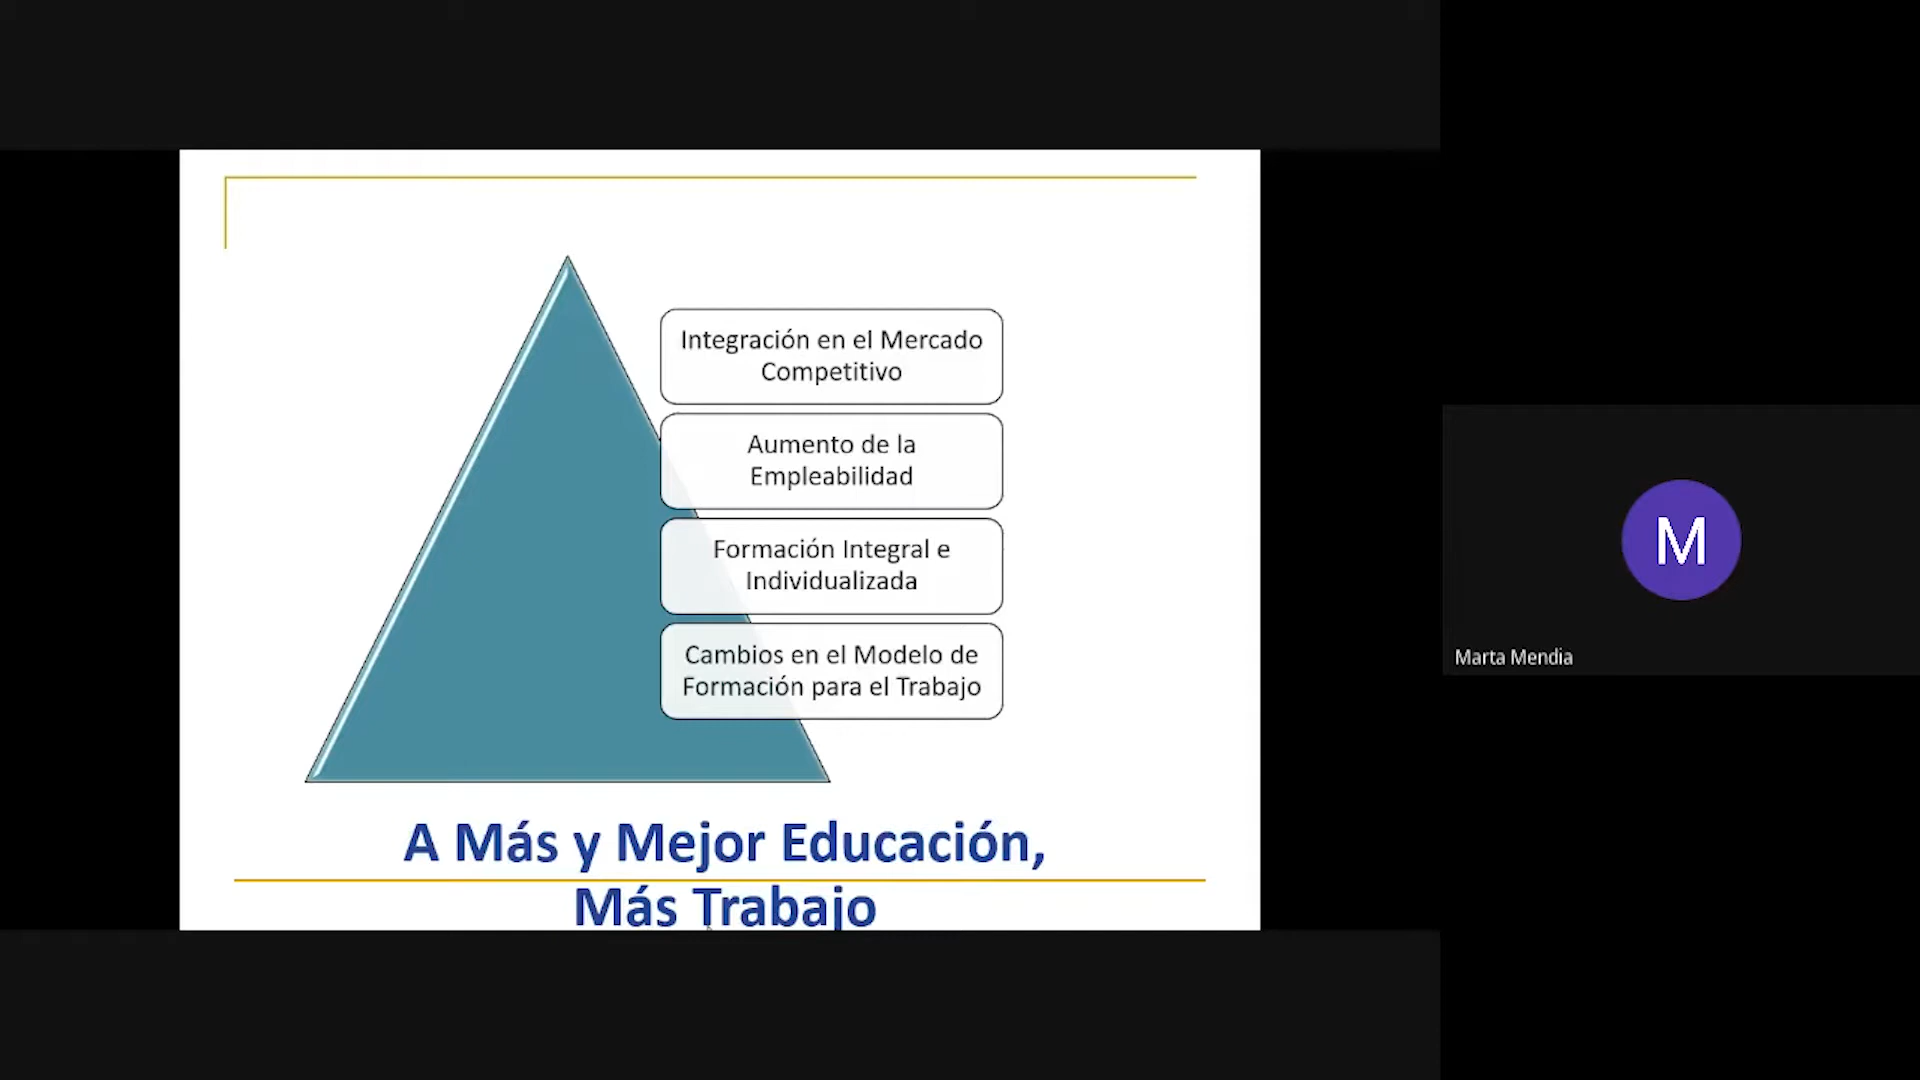 Integración en el Mercado
Competitivo
Aumento de la
Empleabilidad
Formación Integral e
Individualizada
Cambios en el Modelo de
Formación para el Trabajo
A Más y Mejor Educación,
Más Trabajo
M
Marta Mendia